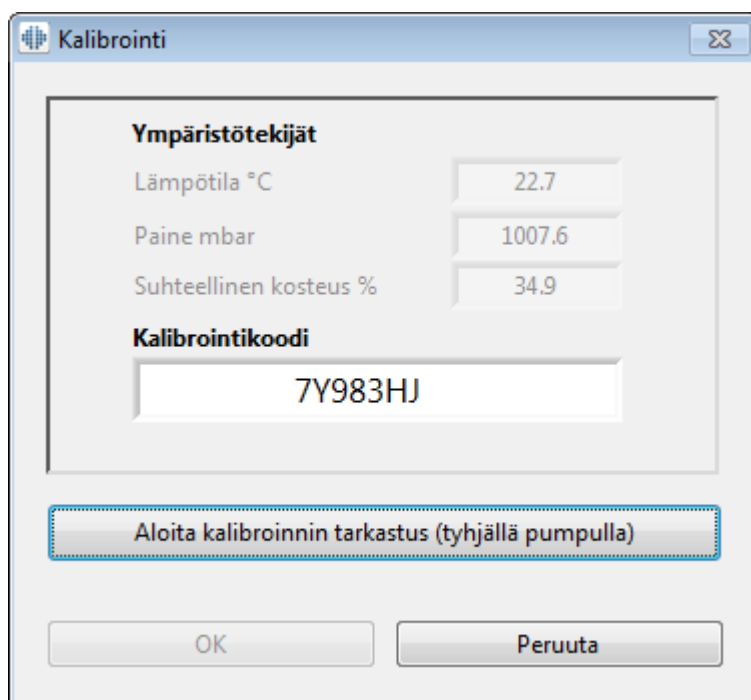 Kalibrointi
Ympäristötekijät
Lämpötila °C 22.7
Paine mbar 1007.6
Suhteellinen kosteus % 34.9
Kalibrointikoodi
7Y983HJ
Aloita kalibroinnin tarkastus (tyhjällä pumpulla)
OK Peruuta